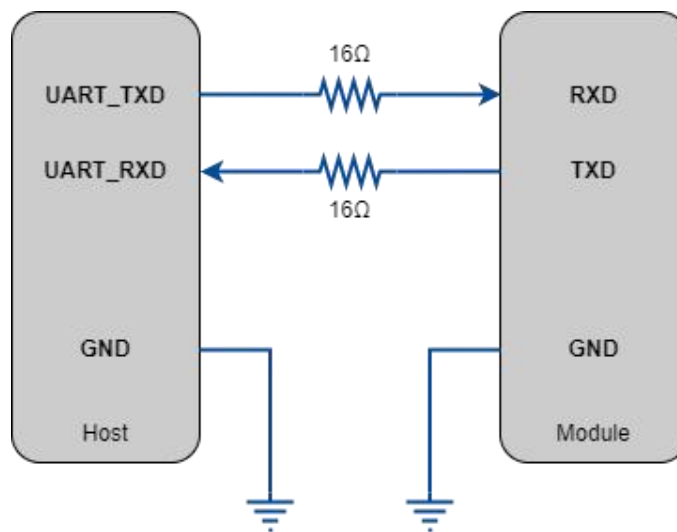 16Ω
UART_TXD
RXD
UART_RXD
TXD
16Ω
GND
GND
Host
Module